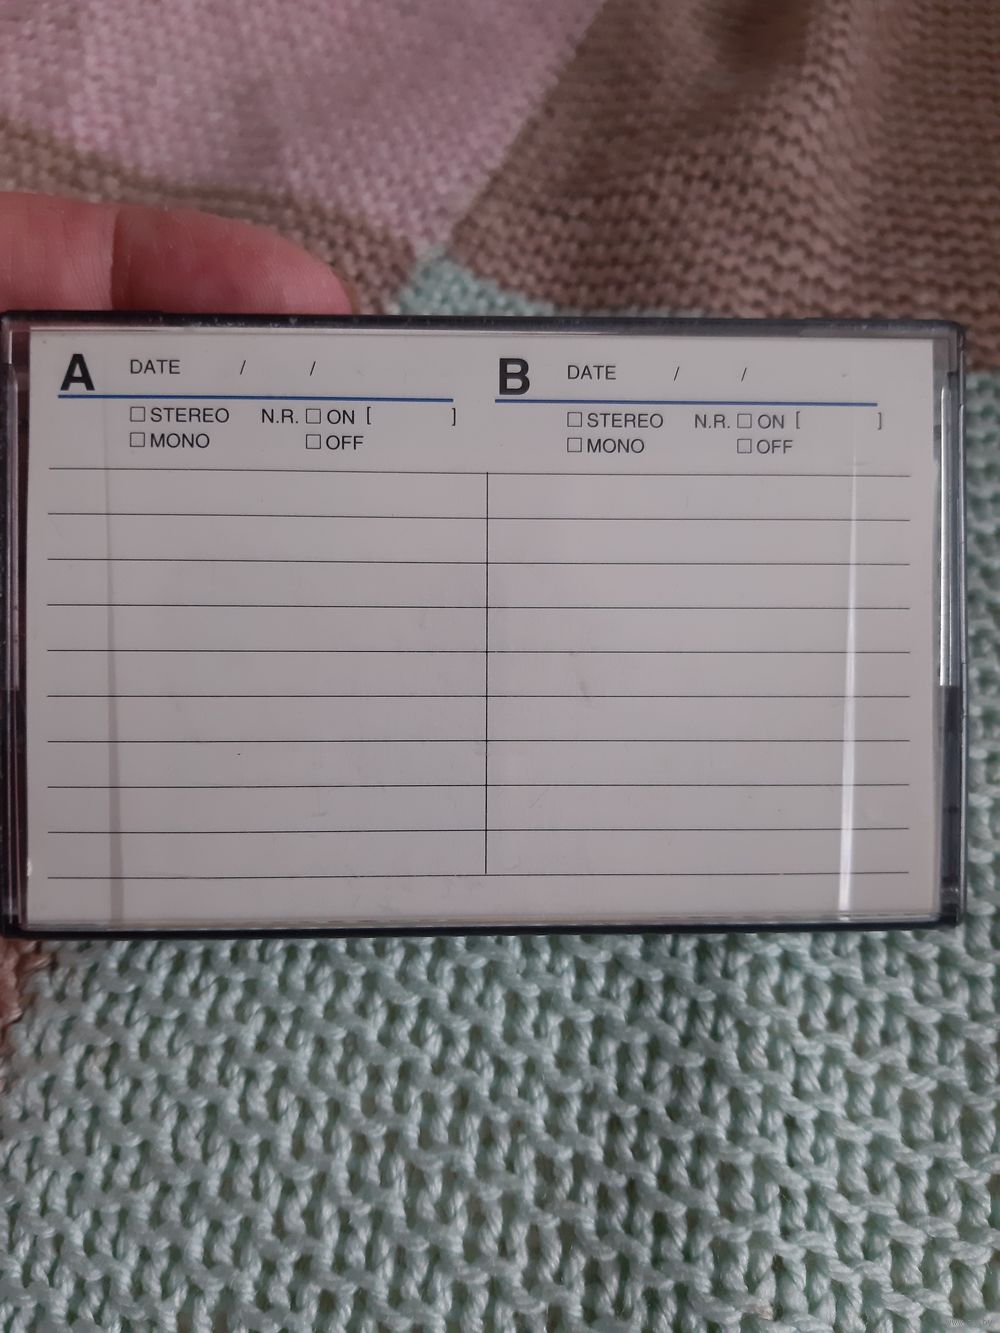 A DATE / /
☐ STEREO N.R. ☐ ON [ ]
☐ MONO ☐ OFF
B DATE / /
☐ STEREO N.R. ☐ ON [ ]
☐ MONO ☐ OFF